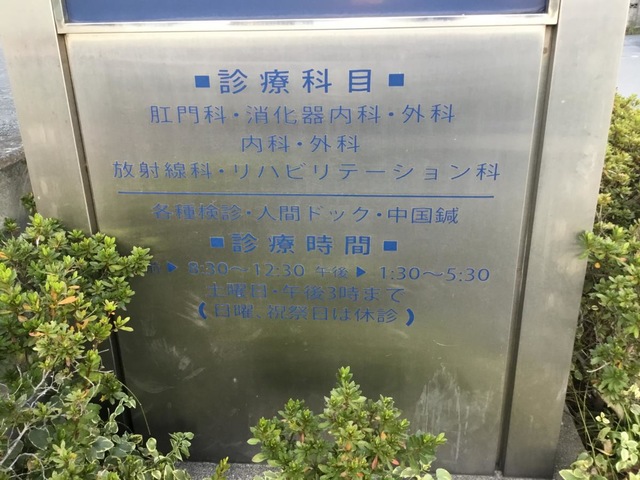 ■診療科目■
肛門科・消化器内科・外科
内科・外科
放射線科・リハビリテーション科
各種検診・人間ドック・中国鍼
■診療時間■
▶ 8:30～12:30 午後 ▶ 1:30～5:30
土曜日・午後3時まで
(日曜、祝祭日は休診)